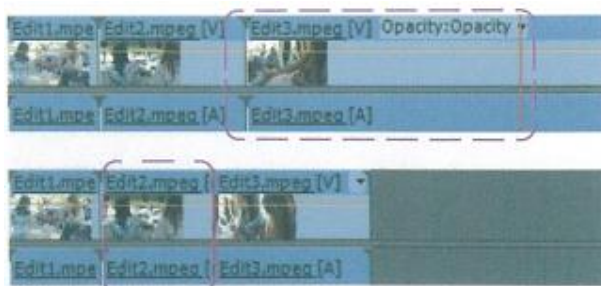 Edit1.mpe Edit2.mpeg [V] Edit3.mpeg [V] Opacity:Opacity
Edit1.mpe Edit2.mpeg [A] Edit3.mpeg [A]
Edit1.mpe Edit2.mpeg [ Edit3.mpeg [V]
Edit1.mpe Edit2.mpeg [ Edit3.mpeg [A]